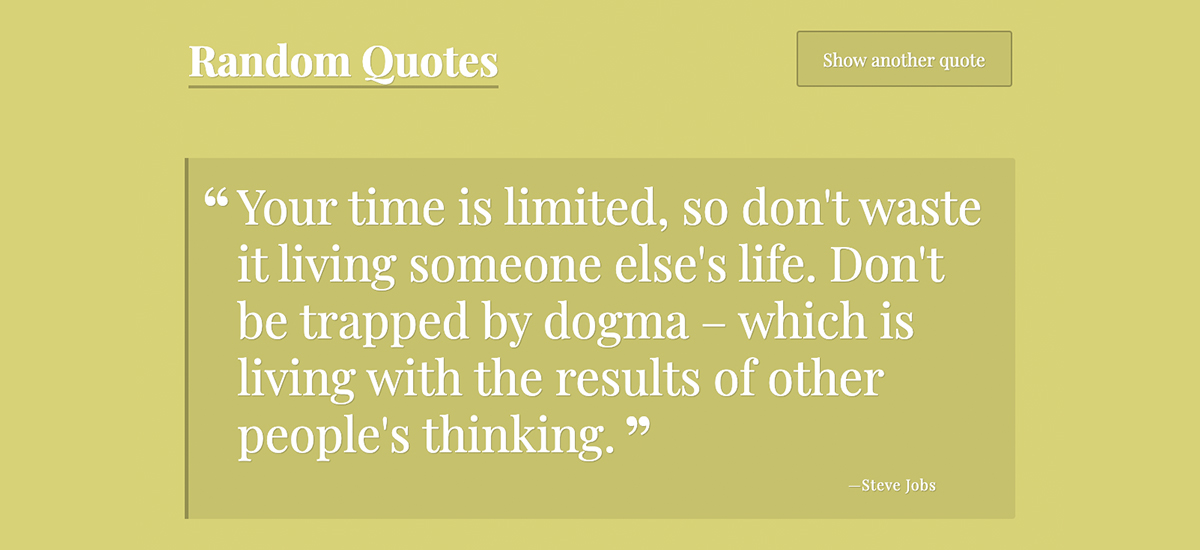 Random Quotes
Show another quote
“ Your time is limited, so don't waste
it living someone else's life. Don't
be trapped by dogma – which is
living with the results of other
people's thinking. ”
—Steve Jobs